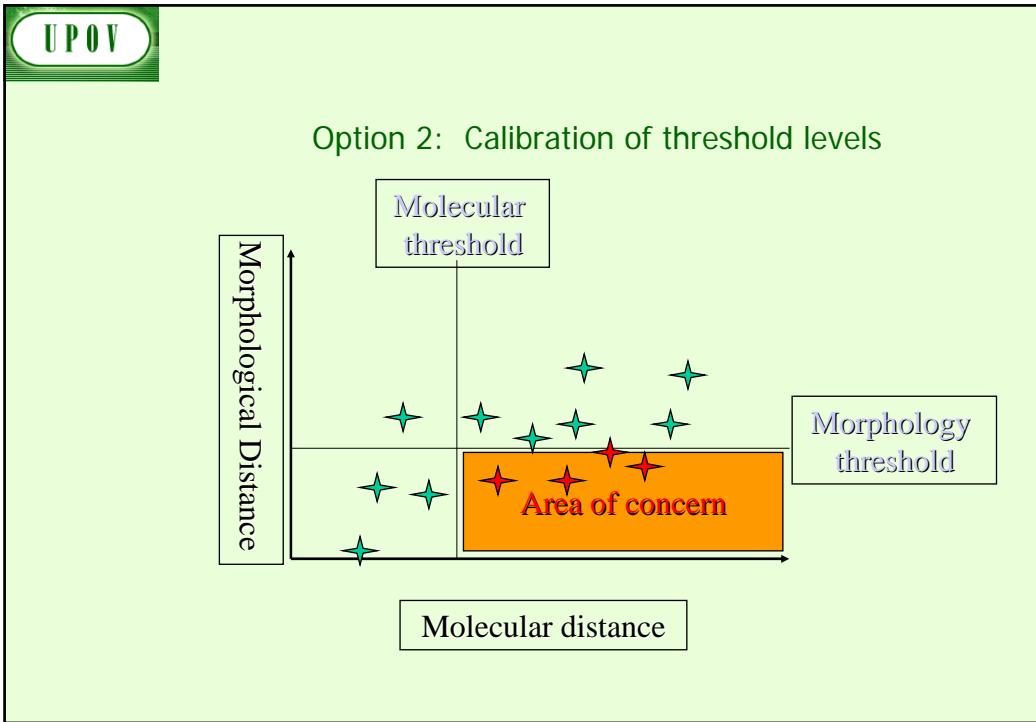 UPOV
Option 2: Calibration of threshold levels
Molecular
threshold
Morphological Distance
Morphology
threshold
Area of concern
Molecular distance